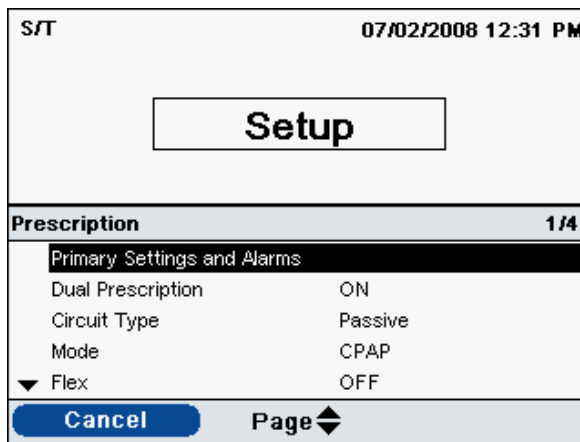 S/T 07/02/2008 12:31 PM
Setup
Prescription 1/4
Primary Settings and Alarms
Dual Prescription ON
Circuit Type Passive
Mode CPAP
Flex OFF
Cancel Page